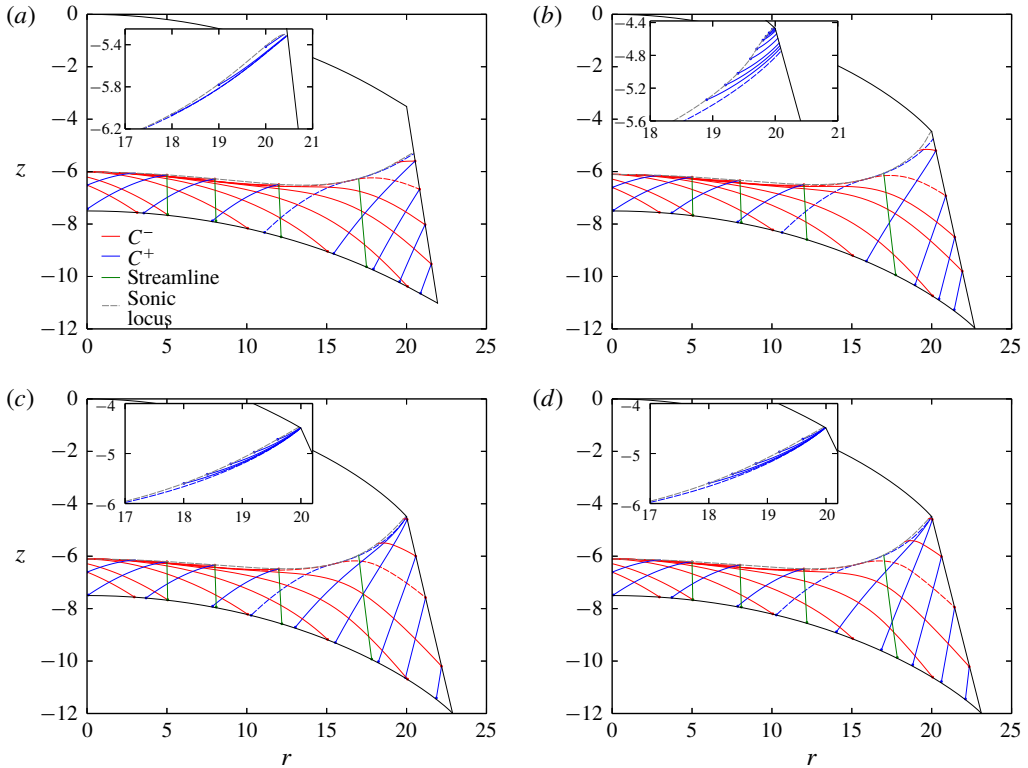 (a)
0
−2
−4
−6
−8
−10
−12
z
−5.4
−5.8
−6.2
17 18 19 20 21
C−
C+
Streamline
Sonic
locus
0 5 10 15 20 25
(b)
0
−2
−4
−6
−8
−10
−12
−4.4
−4.8
−5.2
−5.6
18 19 20 21
0 5 10 15 20 25
(c)
0
−2
−4
−6
−8
−10
−12
z
−4
−5
−6
17 18 19 20
0 5 10 15 20 25
r
(d)
0
−2
−4
−6
−8
−10
−12
−4
−5
−6
17 18 19 20
0 5 10 15 20 25
r